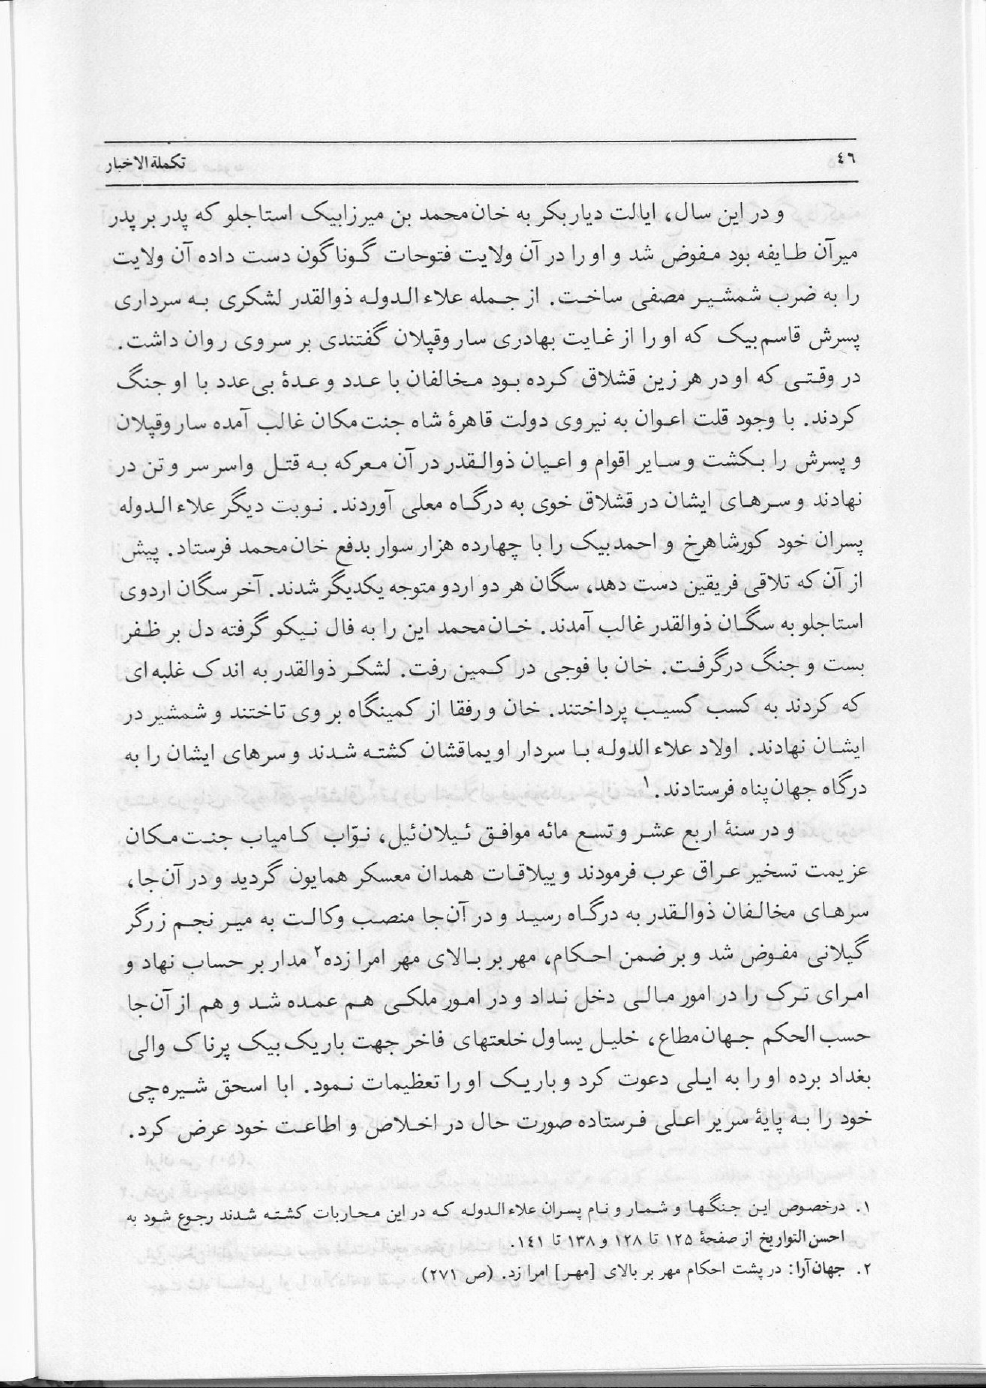 ٤٦
تکملة الاخبار
و در این سال، ایالت دیاربکر به خان‌محمد بن میرزابیک استاجلو که پدر بر پدر
میرآن طایفه بود مفوض شد و او را در آن ولایت فتوحات گوناگون دست داده آن ولایت
را به ضرب شمشیر مصفی ساخت. از جمله علاء الدوله ذوالقدر لشکری به سرداری
پسرش قاسم‌بیک که او را از غایت بهادری سارو قپلان گفتندی بر سر وی روان داشت.
در وقتی که او در هر زین قشلاق کرده بود مخالفان با عدد و عدۀ بی‌عدد با او جنگ
کردند. با وجود قلت اعوان به نیروی دولت قاهرۀ شاه جنت‌مکان غالب آمده سارو قپلان
و پسرش را بکشت و سایر اقوام و اعیان ذوالقدر در آن معرکه به قتل واسر سر و تن در
نهادند و سرهای ایشان در قشلاق خوی به درگاه معلی آوردند. نوبت دیگر علاء الدوله
پسران خود کورشاهرخ و احمدبیک را با چهارده هزار سوار بدفع خان‌محمد فرستاد. پیش
از آن که تلاقی فریقین دست دهد، سگان هر دو اردو متوجه یکدیگر شدند. آخر سگان اردوی
استاجلو به سگان ذوالقدر غالب آمدند. خان‌محمد این را به فال نیکو گرفته دل بر ظفر
بست و جنگ درگرفت. خان با فوجی در کمین رفت. لشکر ذوالقدر به اندک غلبه‌ای
که کردند به کسب کسیب پرداختند. خان و رفقا از کمینگاه بر وی تاختند و شمشیر در
ایشان نهادند. اولاد علاء الدوله با سردار اویماقشان کشته شدند و سرهای ایشان را به
درگاه جهان‌پناه فرستادند.۱
و در سنۀ اربع عشر و تسع مائه موافق ئیلان‌ئیل، نوّاب کامیاب جنت‌مکان
عزیمت تسخیر عراق عرب فرمودند و ییلاقات همدان معسکر همایون گردید و در آن‌جا،
سرهای مخالفان ذوالقدر به درگاه رسید و در آن‌جا منصب وکالت به میر نجم زرگر
گیلانی مفوض شد و بر ضمن احکام، مهر بر بالای مهر امرا زده۲ مدار بر حساب نهاد و
امرای ترک را در امور مالی دخل نداد و در امور ملکی هم عمده شد و هم از آن‌جا
حسب الحکم جهان‌مطاع، خلیل یساول خلعتهای فاخر جهت باریک‌بیک پرناک والی
بغداد برده او را به ایلی دعوت کرد و باریک او را تعظیمات نمود. ابا اسحق شیره‌چی
خود را به پایۀ سریر اعلی فرستاده صورت حال در اخلاص و اطاعت خود عرض کرد.
۱. درخصوص این جنگها و شمار و نام پسران علاء الدوله که در این محاربات کشته شدند رجوع شود به
احسن التواریخ از صفحۀ ۱۲۵ تا ۱۲۸ و ۱۳۸ تا ۱۴۱.
۲. جهان‌آرا: در پشت احکام مهر بر بالای [مهر] امرا زد. (ص ۲۷۱)